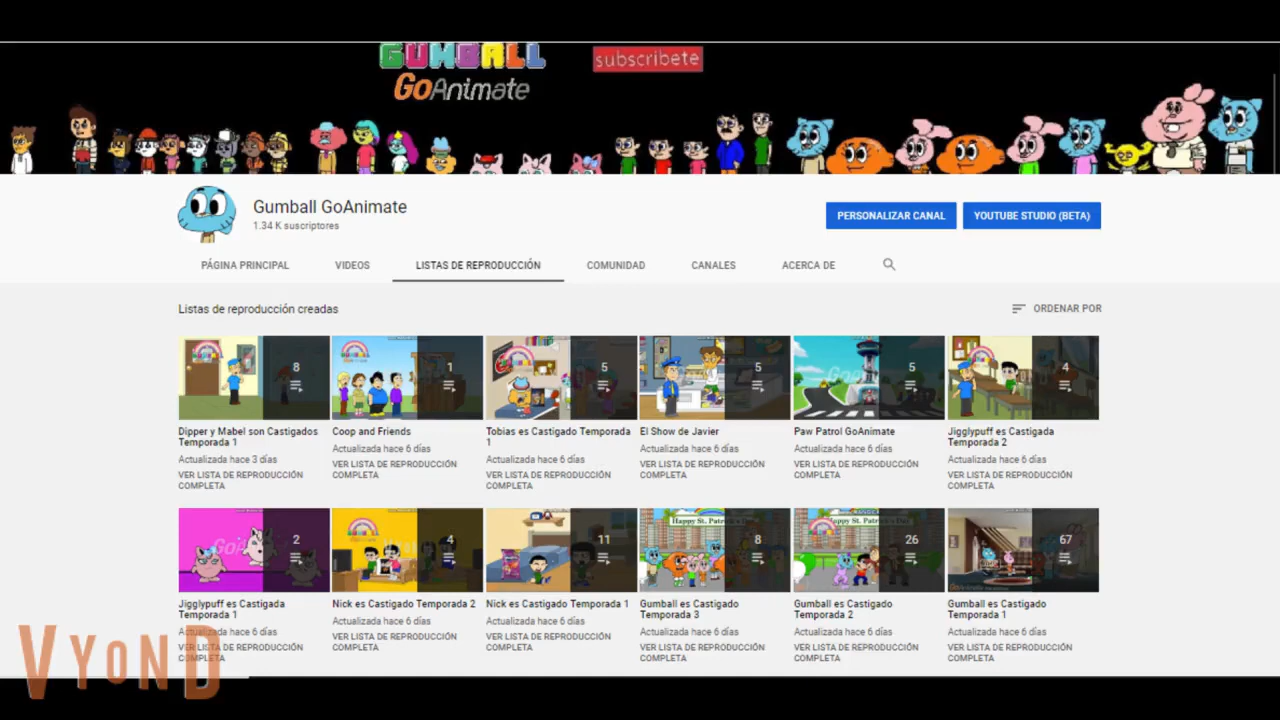 GUMBALL
GoAnimate
subscribete
Gumball GoAnimate
1.34 K suscriptores
PERSONALIZAR CANAL
YOUTUBE STUDIO (BETA)
PÁGINA PRINCIPAL
VIDEOS
LISTAS DE REPRODUCCIÓN
COMUNIDAD
CANALES
ACERCA DE
Listas de reproducción creadas
ORDENAR POR
8
1
5
5
5
4
Dipper y Mabel son Castigados
Temporada 1
Actualizada hace 3 días
VER LISTA DE REPRODUCCIÓN
COMPLETA
Coop and Friends
Actualizada hace 6 días
VER LISTA DE REPRODUCCIÓN
COMPLETA
Tobias es Castigado Temporada
1
Actualizada hace 6 días
VER LISTA DE REPRODUCCIÓN
COMPLETA
El Show de Javier
Actualizada hace 6 días
VER LISTA DE REPRODUCCIÓN
COMPLETA
Paw Patrol GoAnimate
Actualizada hace 6 días
VER LISTA DE REPRODUCCIÓN
COMPLETA
Jigglypuff es Castigada
Temporada 2
Actualizada hace 6 días
VER LISTA DE REPRODUCCIÓN
COMPLETA
2
4
11
Happy St. Patrick's Da
8
appy St. Patrick's Da
26
67
Jigglypuff es Castigada
Temporada 1
Actualizada hace 6 días
VER LISTA DE REPRODUCCIÓN
COMPLETA
Nick es Castigado Temporada 2
Actualizada hace 6 días
VER LISTA DE REPRODUCCIÓN
COMPLETA
Nick es Castigado Temporada 1
Actualizada hace 6 días
VER LISTA DE REPRODUCCIÓN
COMPLETA
Gumball es Castigado
Temporada 3
Actualizada hace 6 días
VER LISTA DE REPRODUCCIÓN
COMPLETA
Gumball es Castigado
Temporada 2
Actualizada hace 6 días
VER LISTA DE REPRODUCCIÓN
COMPLETA
Gumball es Castigado
Temporada 1
Actualizada hace 6 días
VER LISTA DE REPRODUCCIÓN
COMPLETA
VYOND